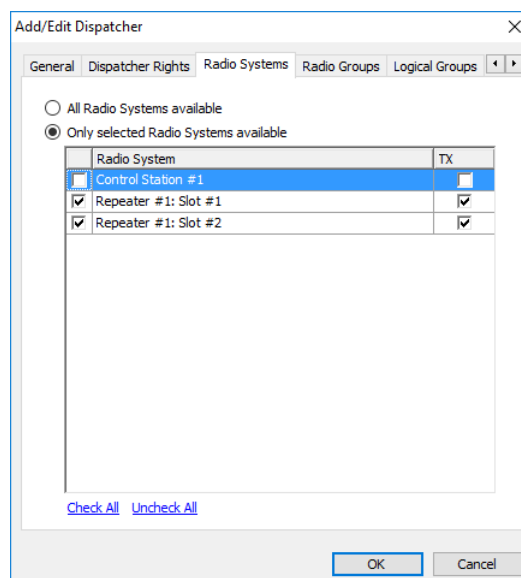 Add/Edit Dispatcher
General Dispatcher Rights Radio Systems Radio Groups Logical Groups
All Radio Systems available
Only selected Radio Systems available
Radio System TX
Control Station #1
Repeater #1: Slot #1
Repeater #1: Slot #2
Check All Uncheck All
OK Cancel